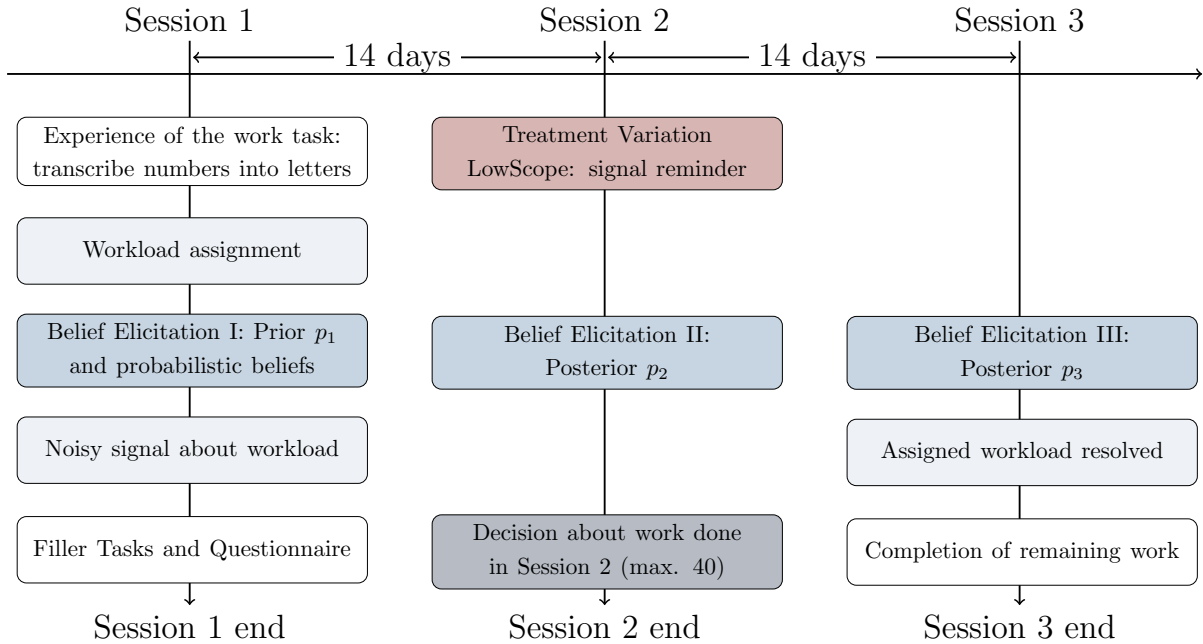 Session 1
Session 2
Session 3
14 days
14 days
Experience of the work task:
transcribe numbers into letters
Workload assignment
Belief Elicitation I: Prior p₁
and probabilistic beliefs
Noisy signal about workload
Filler Tasks and Questionnaire
Session 1 end
Treatment Variation
LowScope: signal reminder
Belief Elicitation II:
Posterior p₂
Decision about work done
in Session 2 (max. 40)
Session 2 end
Belief Elicitation III:
Posterior p₃
Assigned workload resolved
Completion of remaining work
Session 3 end